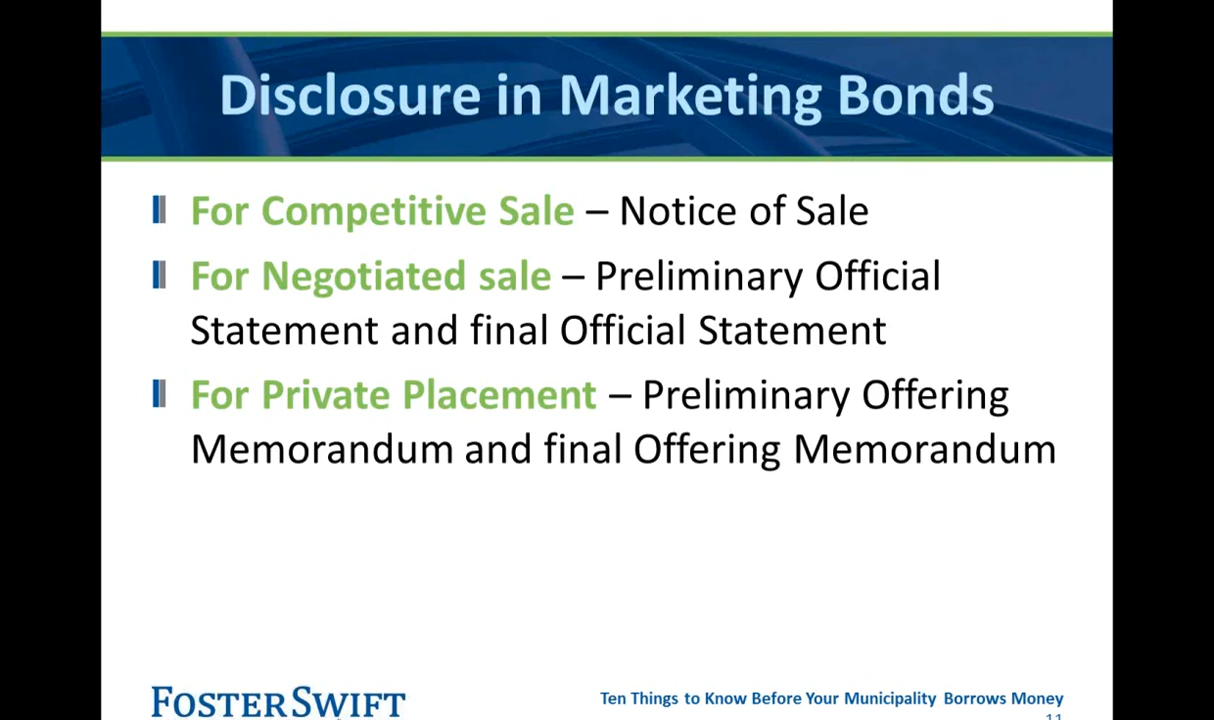 Disclosure in Marketing Bonds
For Competitive Sale – Notice of Sale
For Negotiated sale – Preliminary Official
Statement and final Official Statement
For Private Placement – Preliminary Offering
Memorandum and final Offering Memorandum
FOSTER SWIFT
Ten Things to Know Before Your Municipality Borrows Money
11